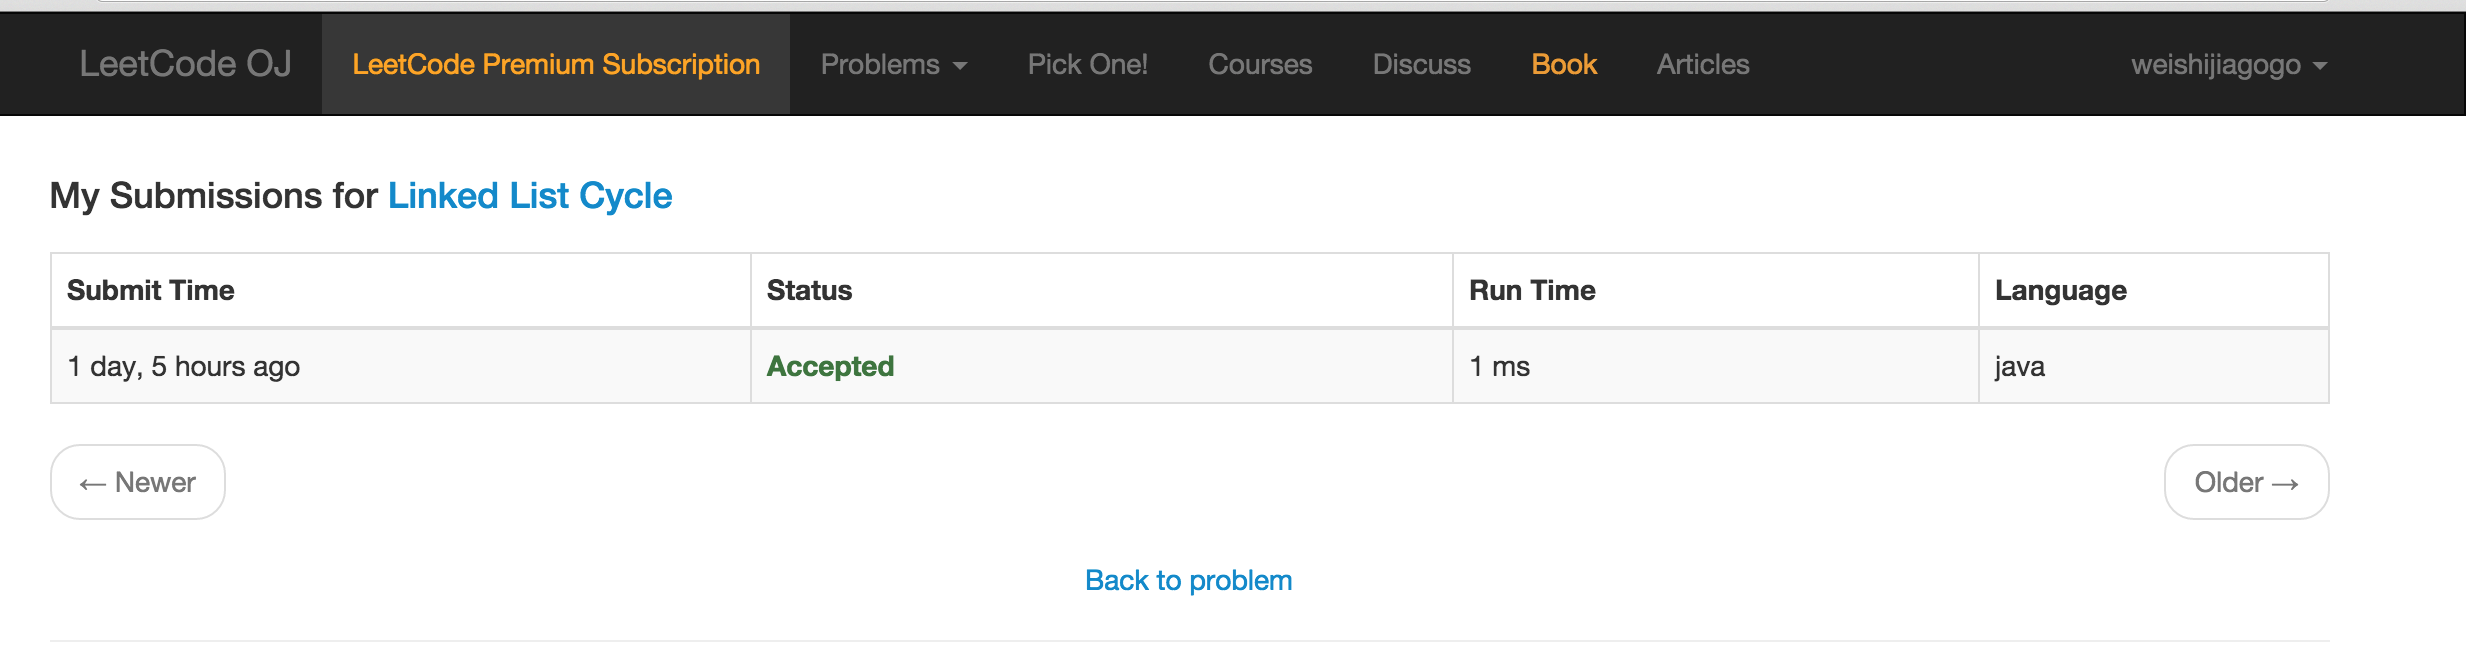 LeetCode OJ LeetCode Premium Subscription Problems Pick One! Courses Discuss Book Articles weishijiagogo
My Submissions for Linked List Cycle
Submit Time Status Run Time Language
1 day, 5 hours ago Accepted 1 ms java
← Newer Older →
Back to problem